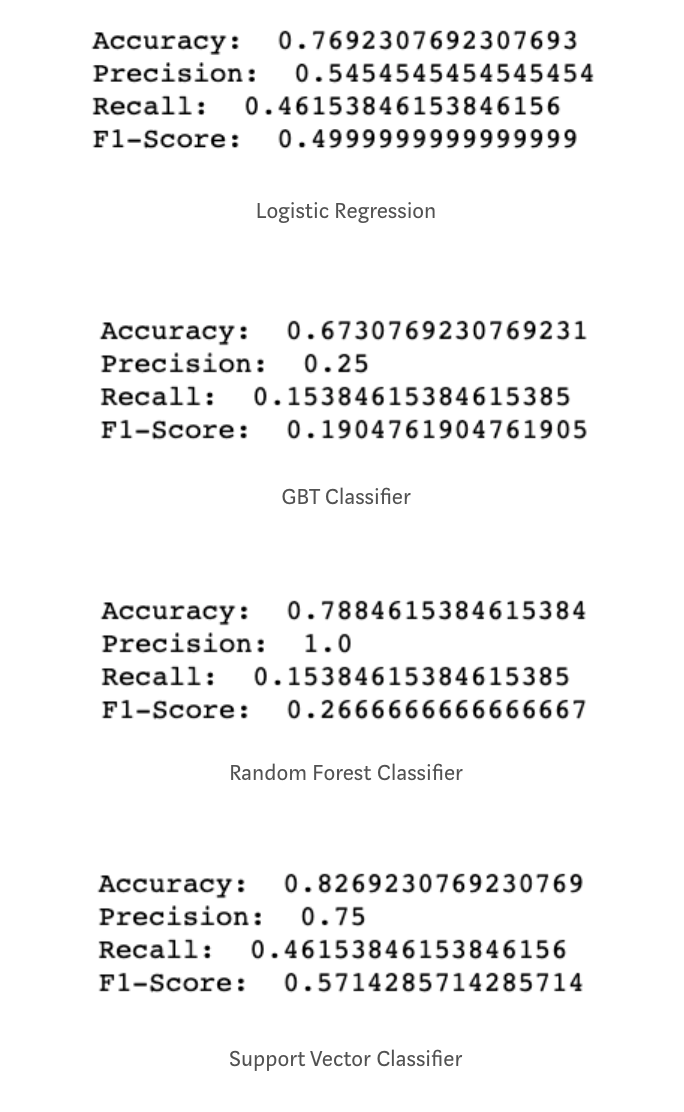 Accuracy: 0.7692307692307693
Precision: 0.5454545454545454
Recall: 0.46153846153846156
F1-Score: 0.4999999999999999
Logistic Regression
Accuracy: 0.6730769230769231
Precision: 0.25
Recall: 0.15384615384615385
F1-Score: 0.1904761904761905
GBT Classifier
Accuracy: 0.7884615384615384
Precision: 1.0
Recall: 0.15384615384615385
F1-Score: 0.2666666666666667
Random Forest Classifier
Accuracy: 0.8269230769230769
Precision: 0.75
Recall: 0.46153846153846156
F1-Score: 0.5714285714285714
Support Vector Classifier